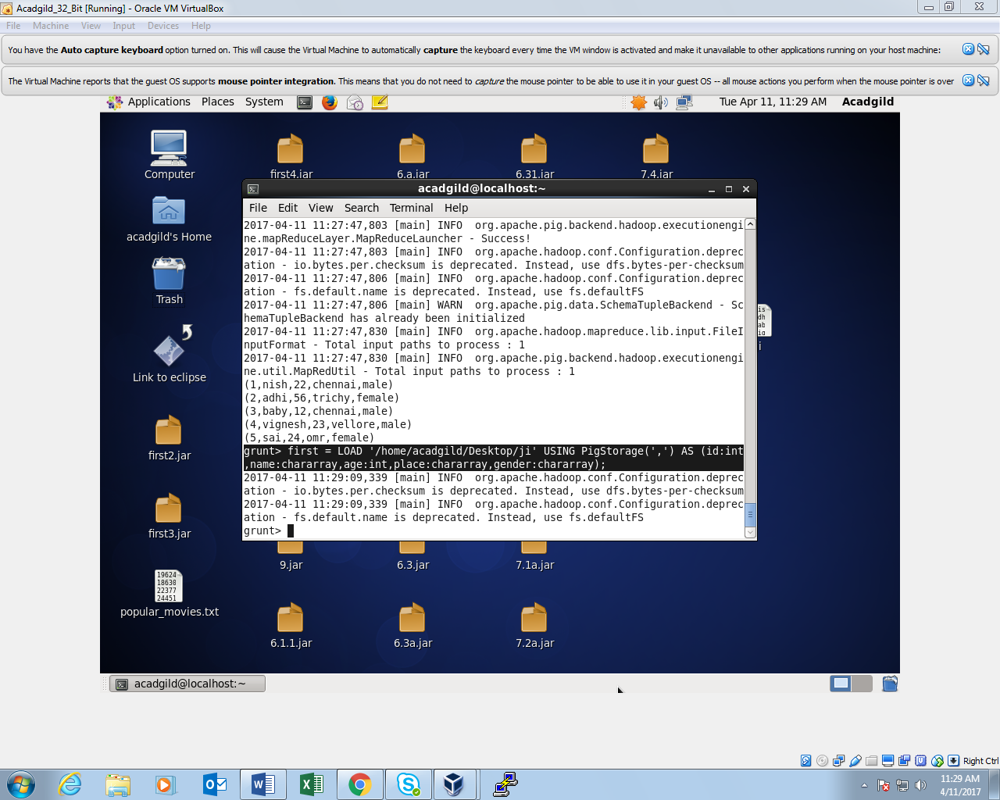 Acadgild_32_Bit [Running] - Oracle VM VirtualBox
File Machine View Input Devices Help
You have the Auto capture keyboard option turned on. This will cause the Virtual Machine to automatically capture the keyboard every time the VM window is activated and make it unavailable to other applications running on your host machine:
The Virtual Machine reports that the guest OS supports mouse pointer integration. This means that you do not need to capture the mouse pointer to be able to use it in your guest OS -- all mouse actions you perform when the mouse pointer is over
Applications Places System Tue Apr 11, 11:29 AM Acadgild
Computer first4.jar 6.a.jar 6.31.jar 7.4.jar
acadgild@localhost:~
File Edit View Search Terminal Help
2017-04-11 11:27:47,803 [main] INFO  org.apache.pig.backend.hadoop.executionengi
ne.mapReduceLayer.MapReduceLauncher - Success!
2017-04-11 11:27:47,803 [main] INFO  org.apache.hadoop.conf.Configuration.deprec
ation - io.bytes.per.checksum is deprecated. Instead, use dfs.bytes-per-checksum
2017-04-11 11:27:47,806 [main] INFO  org.apache.hadoop.conf.Configuration.deprec
ation - fs.default.name is deprecated. Instead, use fs.defaultFS
2017-04-11 11:27:47,806 [main] WARN  org.apache.pig.data.SchemaTupleBackend - Sc
hemaTupleBackend has already been initialized
2017-04-11 11:27:47,830 [main] INFO  org.apache.hadoop.mapreduce.lib.input.FileI
nputFormat - Total input paths to process : 1
2017-04-11 11:27:47,830 [main] INFO  org.apache.pig.backend.hadoop.executionengi
ne.util.MapRedUtil - Total input paths to process : 1
(1,nish,22,chennai,male)
(2,adhi,56,trichy,female)
(3,baby,12,chennai,male)
(4,vignesh,23,vellore,male)
(5,sai,24,omr,female)
grunt> first = LOAD '/home/acadgild/Desktop/ji' USING PigStorage(',') AS (id:int
,name:chararray,age:int,place:chararray,gender:chararray);
2017-04-11 11:29:09,339 [main] INFO  org.apache.hadoop.conf.Configuration.deprec
ation - io.bytes.per.checksum is deprecated. Instead, use dfs.bytes-per-checksum
2017-04-11 11:29:09,339 [main] INFO  org.apache.hadoop.conf.Configuration.deprec
ation - fs.default.name is deprecated. Instead, use fs.defaultFS
grunt>
acadgild's Home
Trash
Link to eclipse
first2.jar
first3.jar
is
dh
ab
i
9.jar 6.3.jar 7.1a.jar
19624
18630
22377
24451
popular_movies.txt
6.1.1.jar 6.3a.jar 7.2a.jar
acadgild@localhost:~
Right Ctrl
11:29 AM
4/11/2017